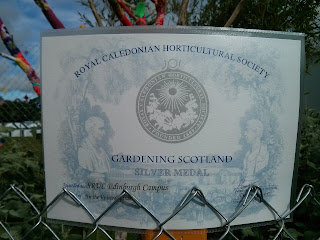 ROYAL CALEDONIAN HORTICULTURAL SOCIETY
GARDENING SCOTLAND
SILVER MEDAL
SRUC Edinburgh Campus